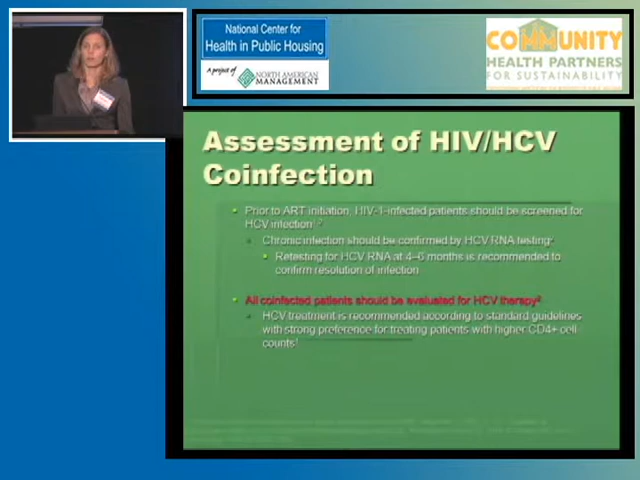 National Center for
Health in Public Housing
A project of
NORTH AMERICAN
MANAGEMENT
COMMUNITY
HEALTH PARTNERS
FOR SUSTAINABILITY
Assessment of HIV/HCV
Coinfection
Prior to ART initiation, HIV-1-infected patients should be screened for
HCV infection
Chronic infection should be confirmed by HCV RNA testing
Retesting for HCV RNA at 4–6 months is recommended to
confirm resolution of infection
All coinfected patients should be evaluated for HCV therapy²
HCV treatment is recommended according to standard guidelines
with strong preference for treating patients with higher CD4+ cell
counts¹